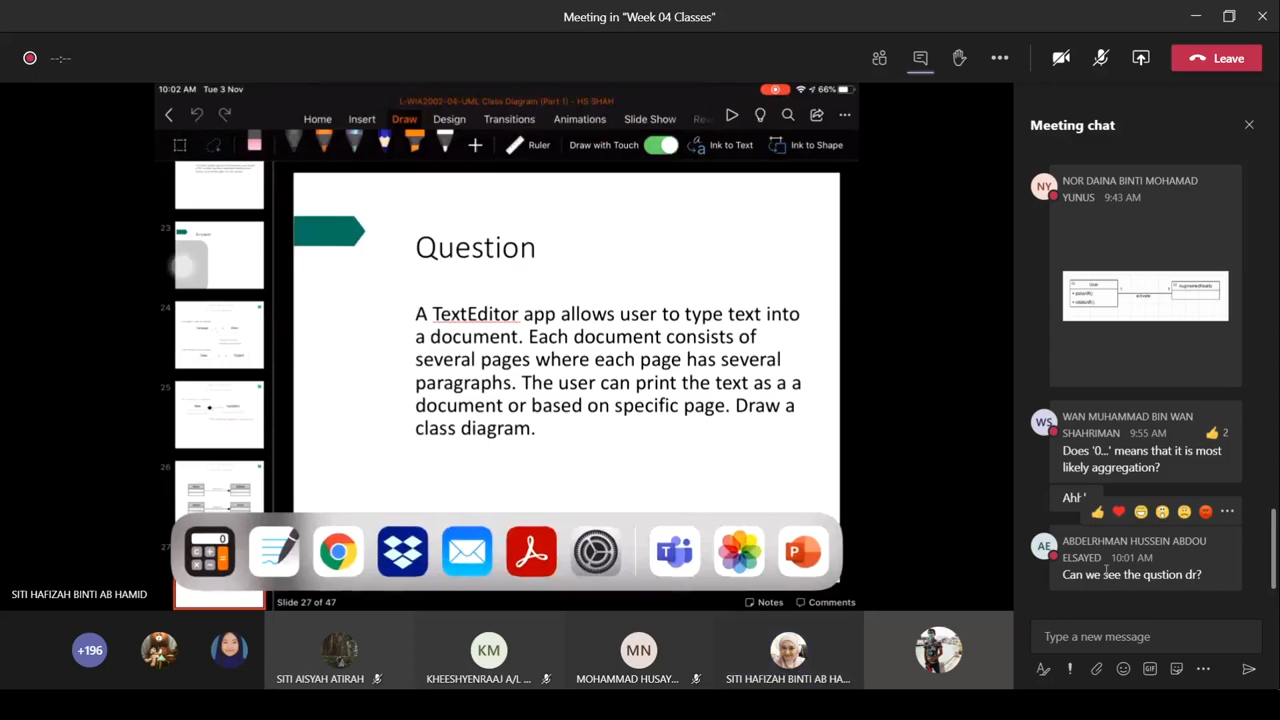 Meeting in "Week 04 Classes"
--:--
Leave
10:02 AM Tue 3 Nov
66%
L-WIA2002-04-UML Class Diagram (Part 1) - HS SHAH
Home Insert Draw Design Transitions Animations Slide Show
Ruler Draw with Touch Ink to Text Ink to Shape
23
24
25
26
27
Question
A TextEditor app allows user to type text into
a document. Each document consists of
several pages where each page has several
paragraphs. The user can print the text as a a
document or based on specific page. Draw a
class diagram.
Slide 27 of 47
Notes Comments
SITI HAFIZAH BINTI AB HAMID
+196
SITI AISYAH ATIRAH
KM
KHEESHYENRAAJ A/L ...
MN
MOHAMMAD HUSAY...
SITI HAFIZAH BINTI AB HA...
Meeting chat
NY
NOR DAINA BINTI MOHAMAD
YUNUS 9:43 AM
User
activate
WS
WAN MUHAMMAD BIN WAN
SHAHRIMAN 9:55 AM 2
Does '0...' means that it is most
likely aggregation?
AE
ABDELRHMAN HUSSEIN ABDOU
ELSAYED 10:01 AM
Can we see the qustion dr?
Type a new message
GIF